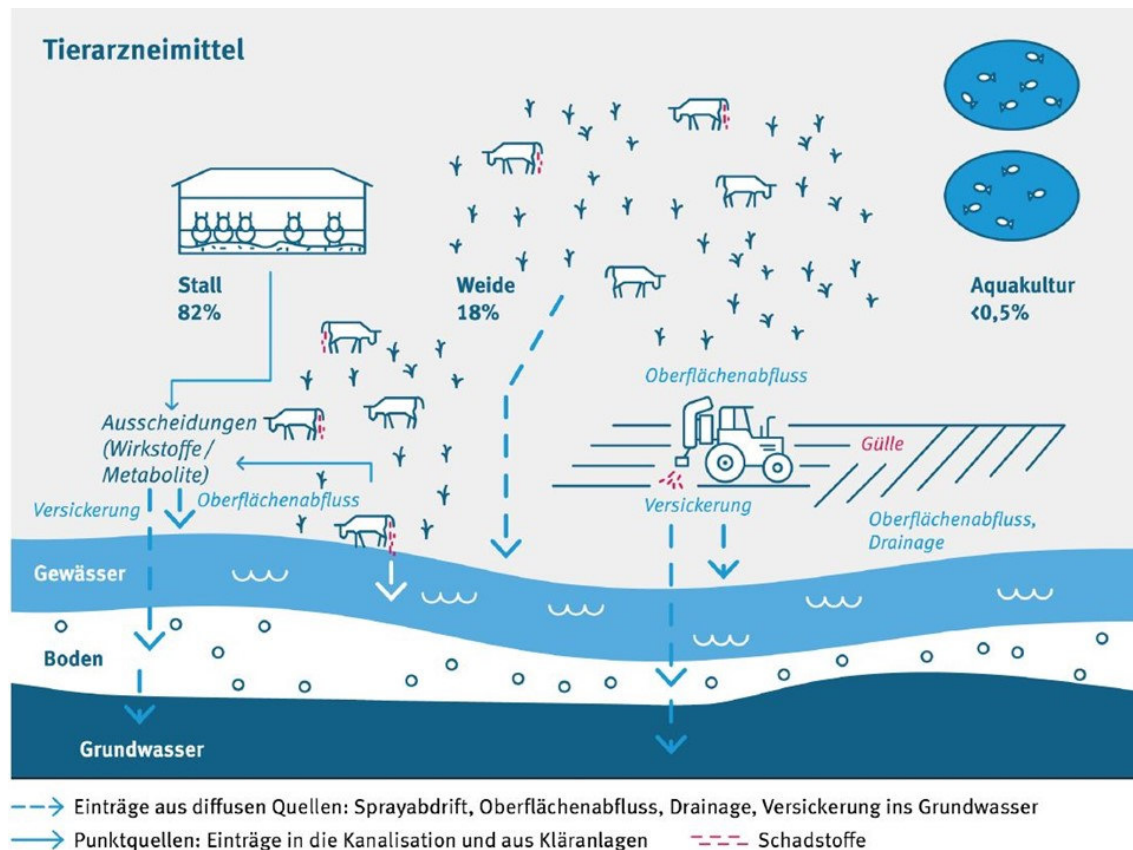 Tierarzneimittel
Stall
82%
Weide
18%
Aquakultur
<0,5%
Oberflächenabfluss
Ausscheidungen
(Wirkstoffe /
Metabolite)
Gülle
Versickerung
Oberflächenabfluss
Versickerung
Oberflächenabfluss,
Drainage
Gewässer
Boden
Grundwasser
Einträge aus diffusen Quellen: Sprayabdrift, Oberflächenabfluss, Drainage, Versickerung ins Grundwasser
Punktquellen: Einträge in die Kanalisation und aus Kläranlagen
Schadstoffe